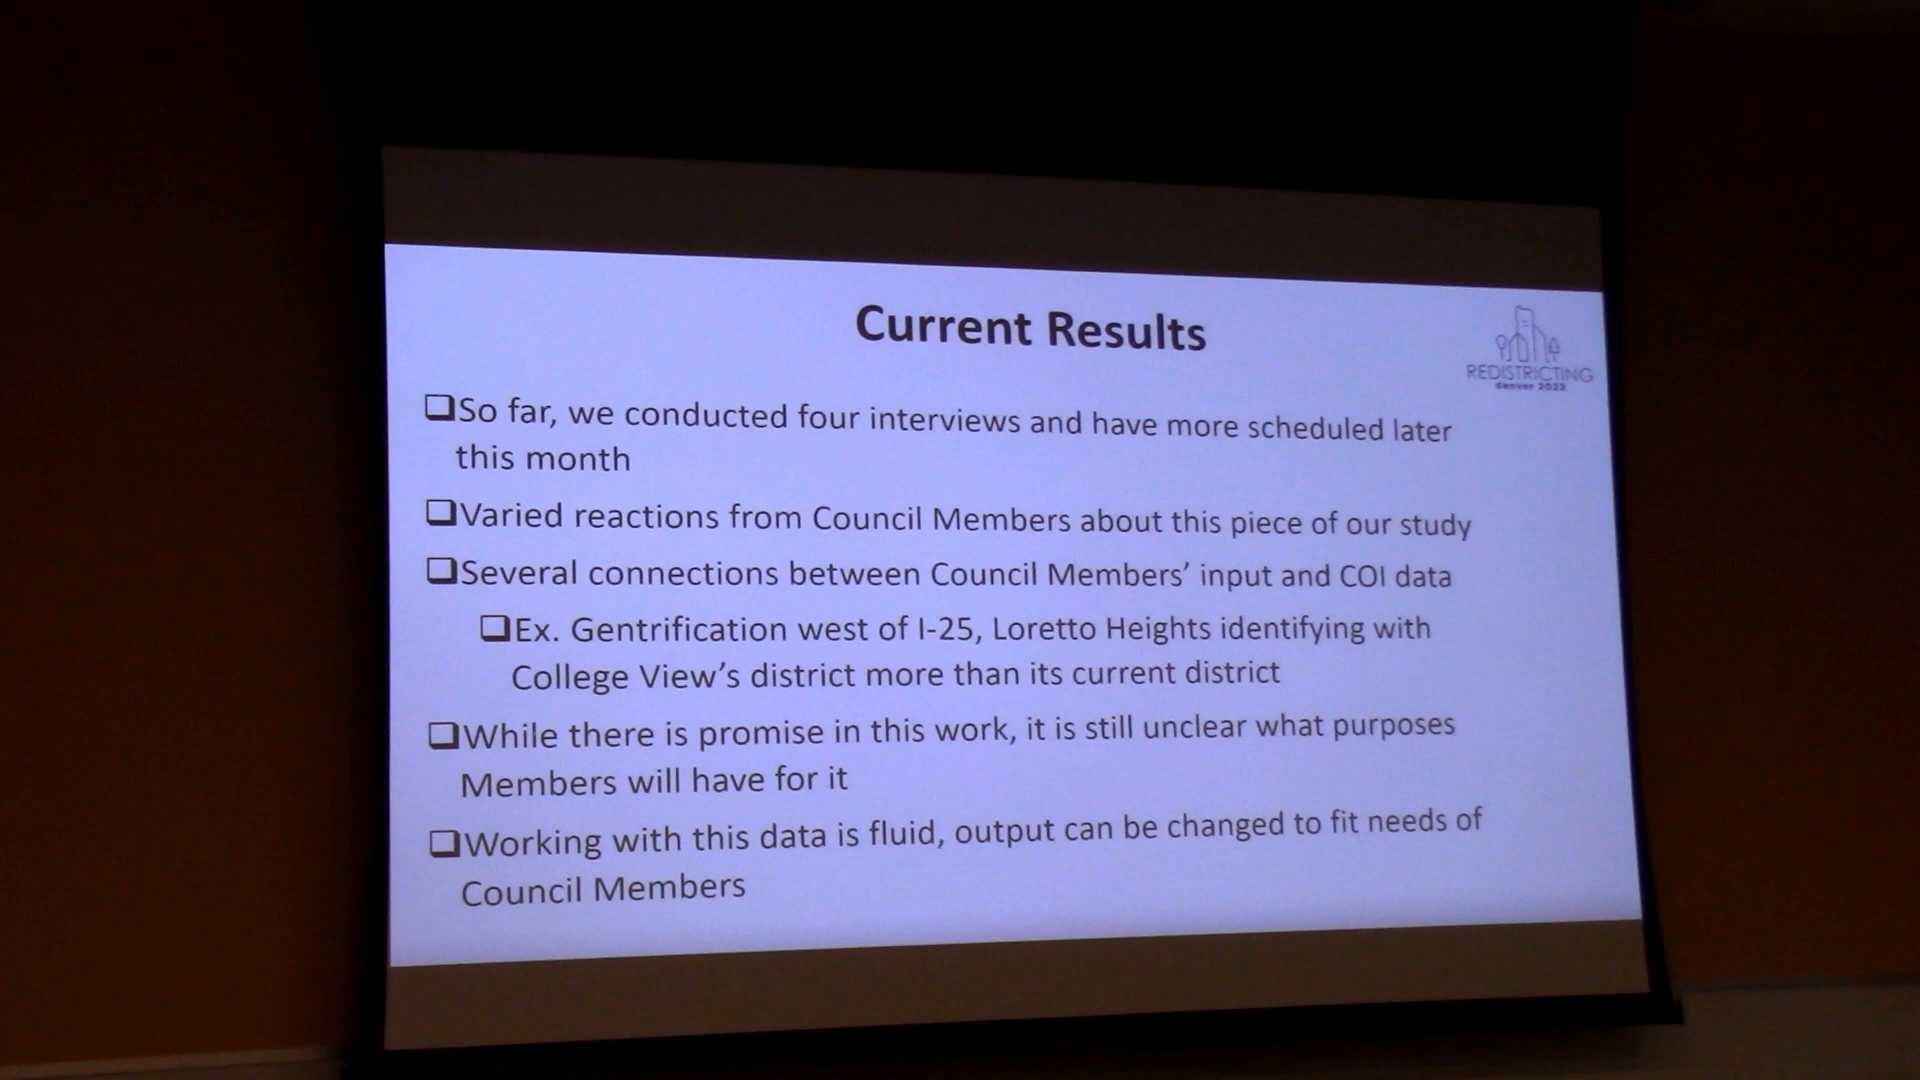 Current Results
REDISTRICTING
denver 2022
❑So far, we conducted four interviews and have more scheduled later
this month
❑Varied reactions from Council Members about this piece of our study
❑Several connections between Council Members’ input and COI data
❑Ex. Gentrification west of I-25, Loretto Heights identifying with
College View’s district more than its current district
❑While there is promise in this work, it is still unclear what purposes
Members will have for it
❑Working with this data is fluid, output can be changed to fit needs of
Council Members